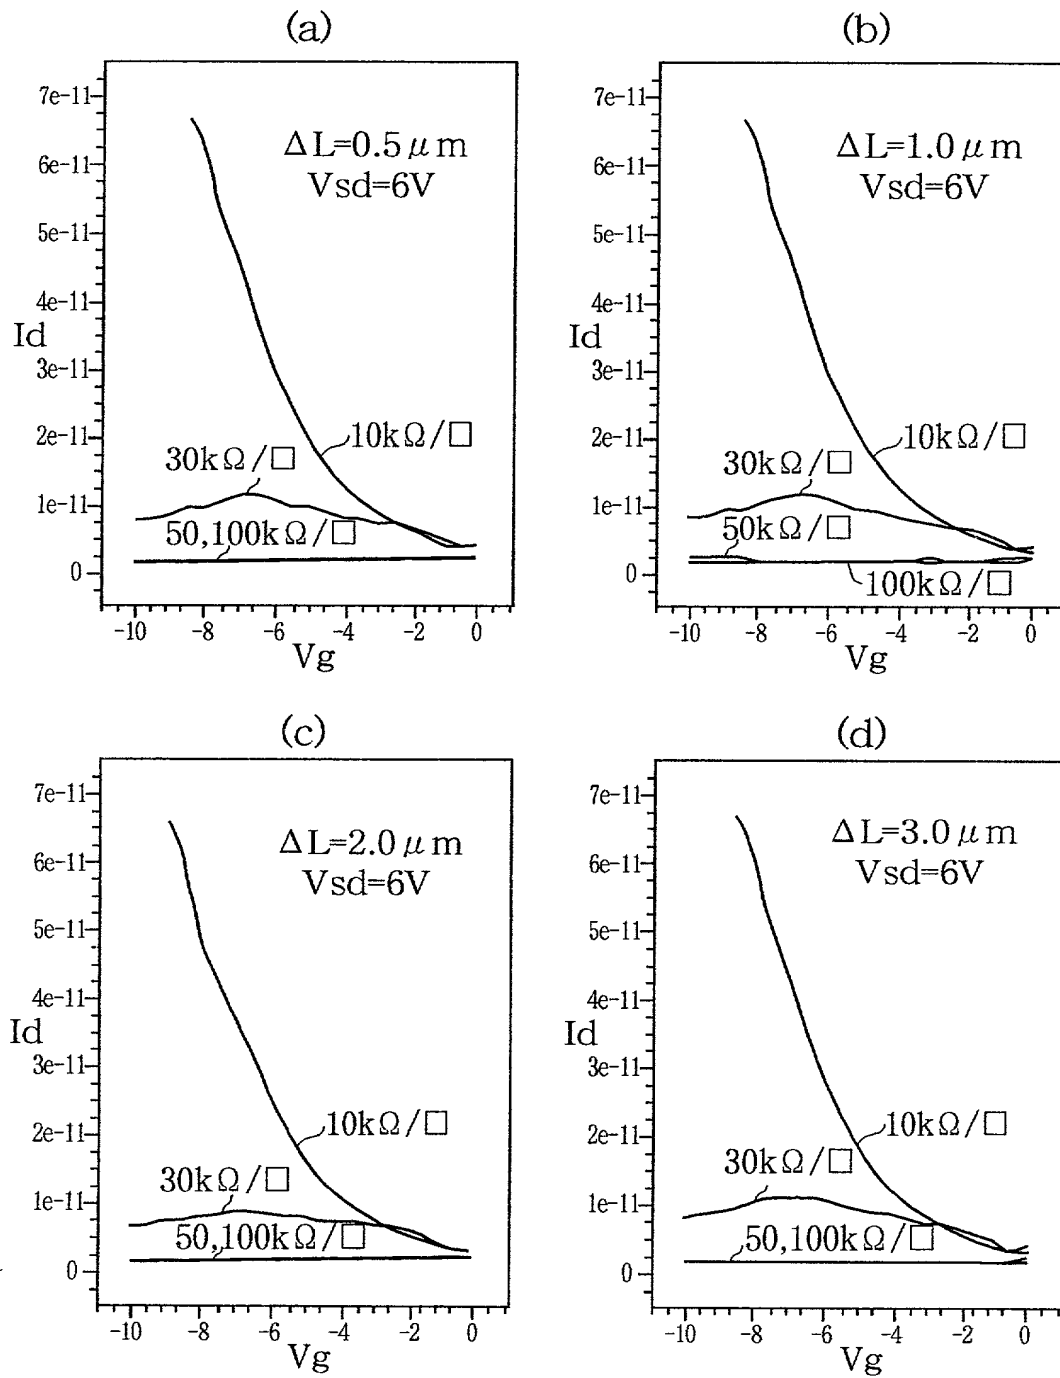 (a)
7e-11
6e-11
5e-11
4e-11
3e-11
2e-11
1e-11
0
Id
ΔL=0.5μm
Vsd=6V
10kΩ/□
30kΩ/□
50,100kΩ/□
-10 -8 -6 -4 -2 0
Vg
(b)
7e-11
6e-11
5e-11
4e-11
3e-11
2e-11
1e-11
0
Id
ΔL=1.0μm
Vsd=6V
10kΩ/□
30kΩ/□
50kΩ/□
100kΩ/□
-10 -8 -6 -4 -2 0
Vg
(c)
7e-11
6e-11
5e-11
4e-11
3e-11
2e-11
1e-11
0
Id
ΔL=2.0μm
Vsd=6V
10kΩ/□
30kΩ/□
50,100kΩ/□
-10 -8 -6 -4 -2 0
Vg
(d)
7e-11
6e-11
5e-11
4e-11
3e-11
2e-11
1e-11
0
Id
ΔL=3.0μm
Vsd=6V
10kΩ/□
30kΩ/□
50,100kΩ/□
-10 -8 -6 -4 -2 0
Vg